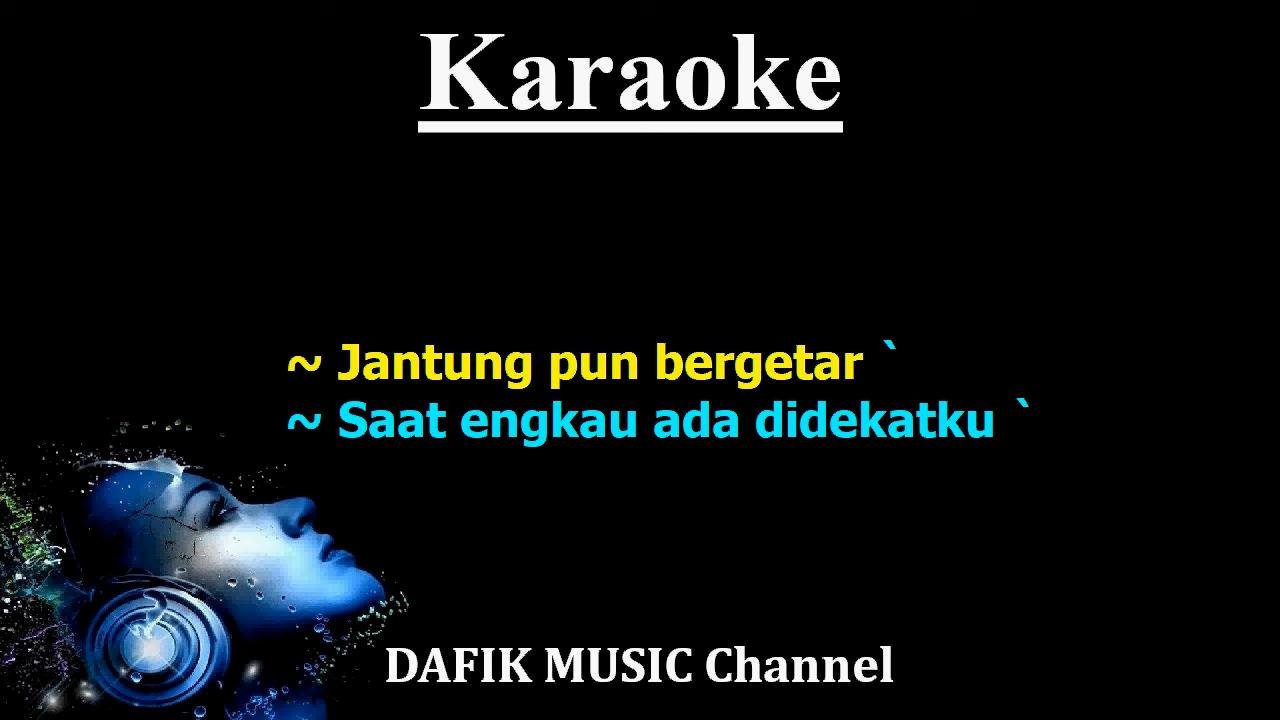 Karaoke
~ Jantung pun bergetar `
~ Saat engkau ada didekatku `
DAFIK MUSIC Channel